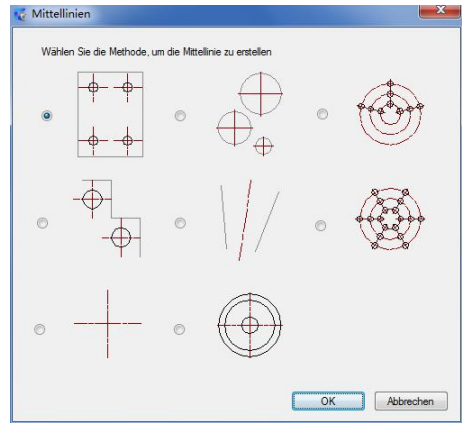 Mittellinien
Wählen Sie die Methode, um die Mittellinie zu erstellen
OK
Abbrechen